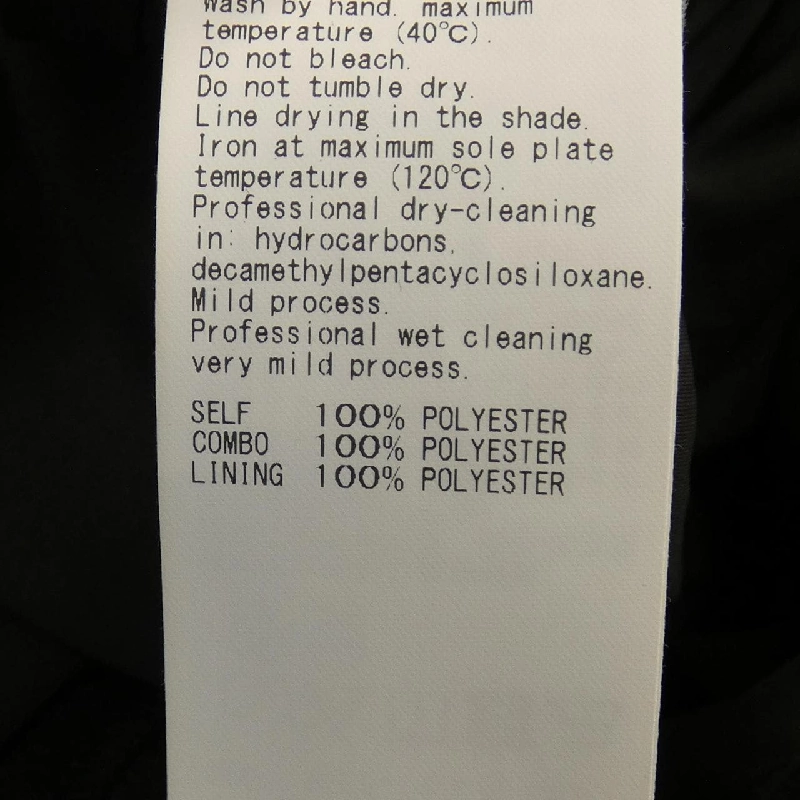 Wash by hand. maximum
temperature (40℃).
Do not bleach.
Do not tumble dry.
Line drying in the shade.
Iron at maximum sole plate
temperature (120℃).
Professional dry-cleaning
in: hydrocarbons,
decamethylpentacyclosiloxane.
Mild process.
Professional wet cleaning
very mild process.
SELF 100% POLYESTER
COMBO 100% POLYESTER
LINING 100% POLYESTER